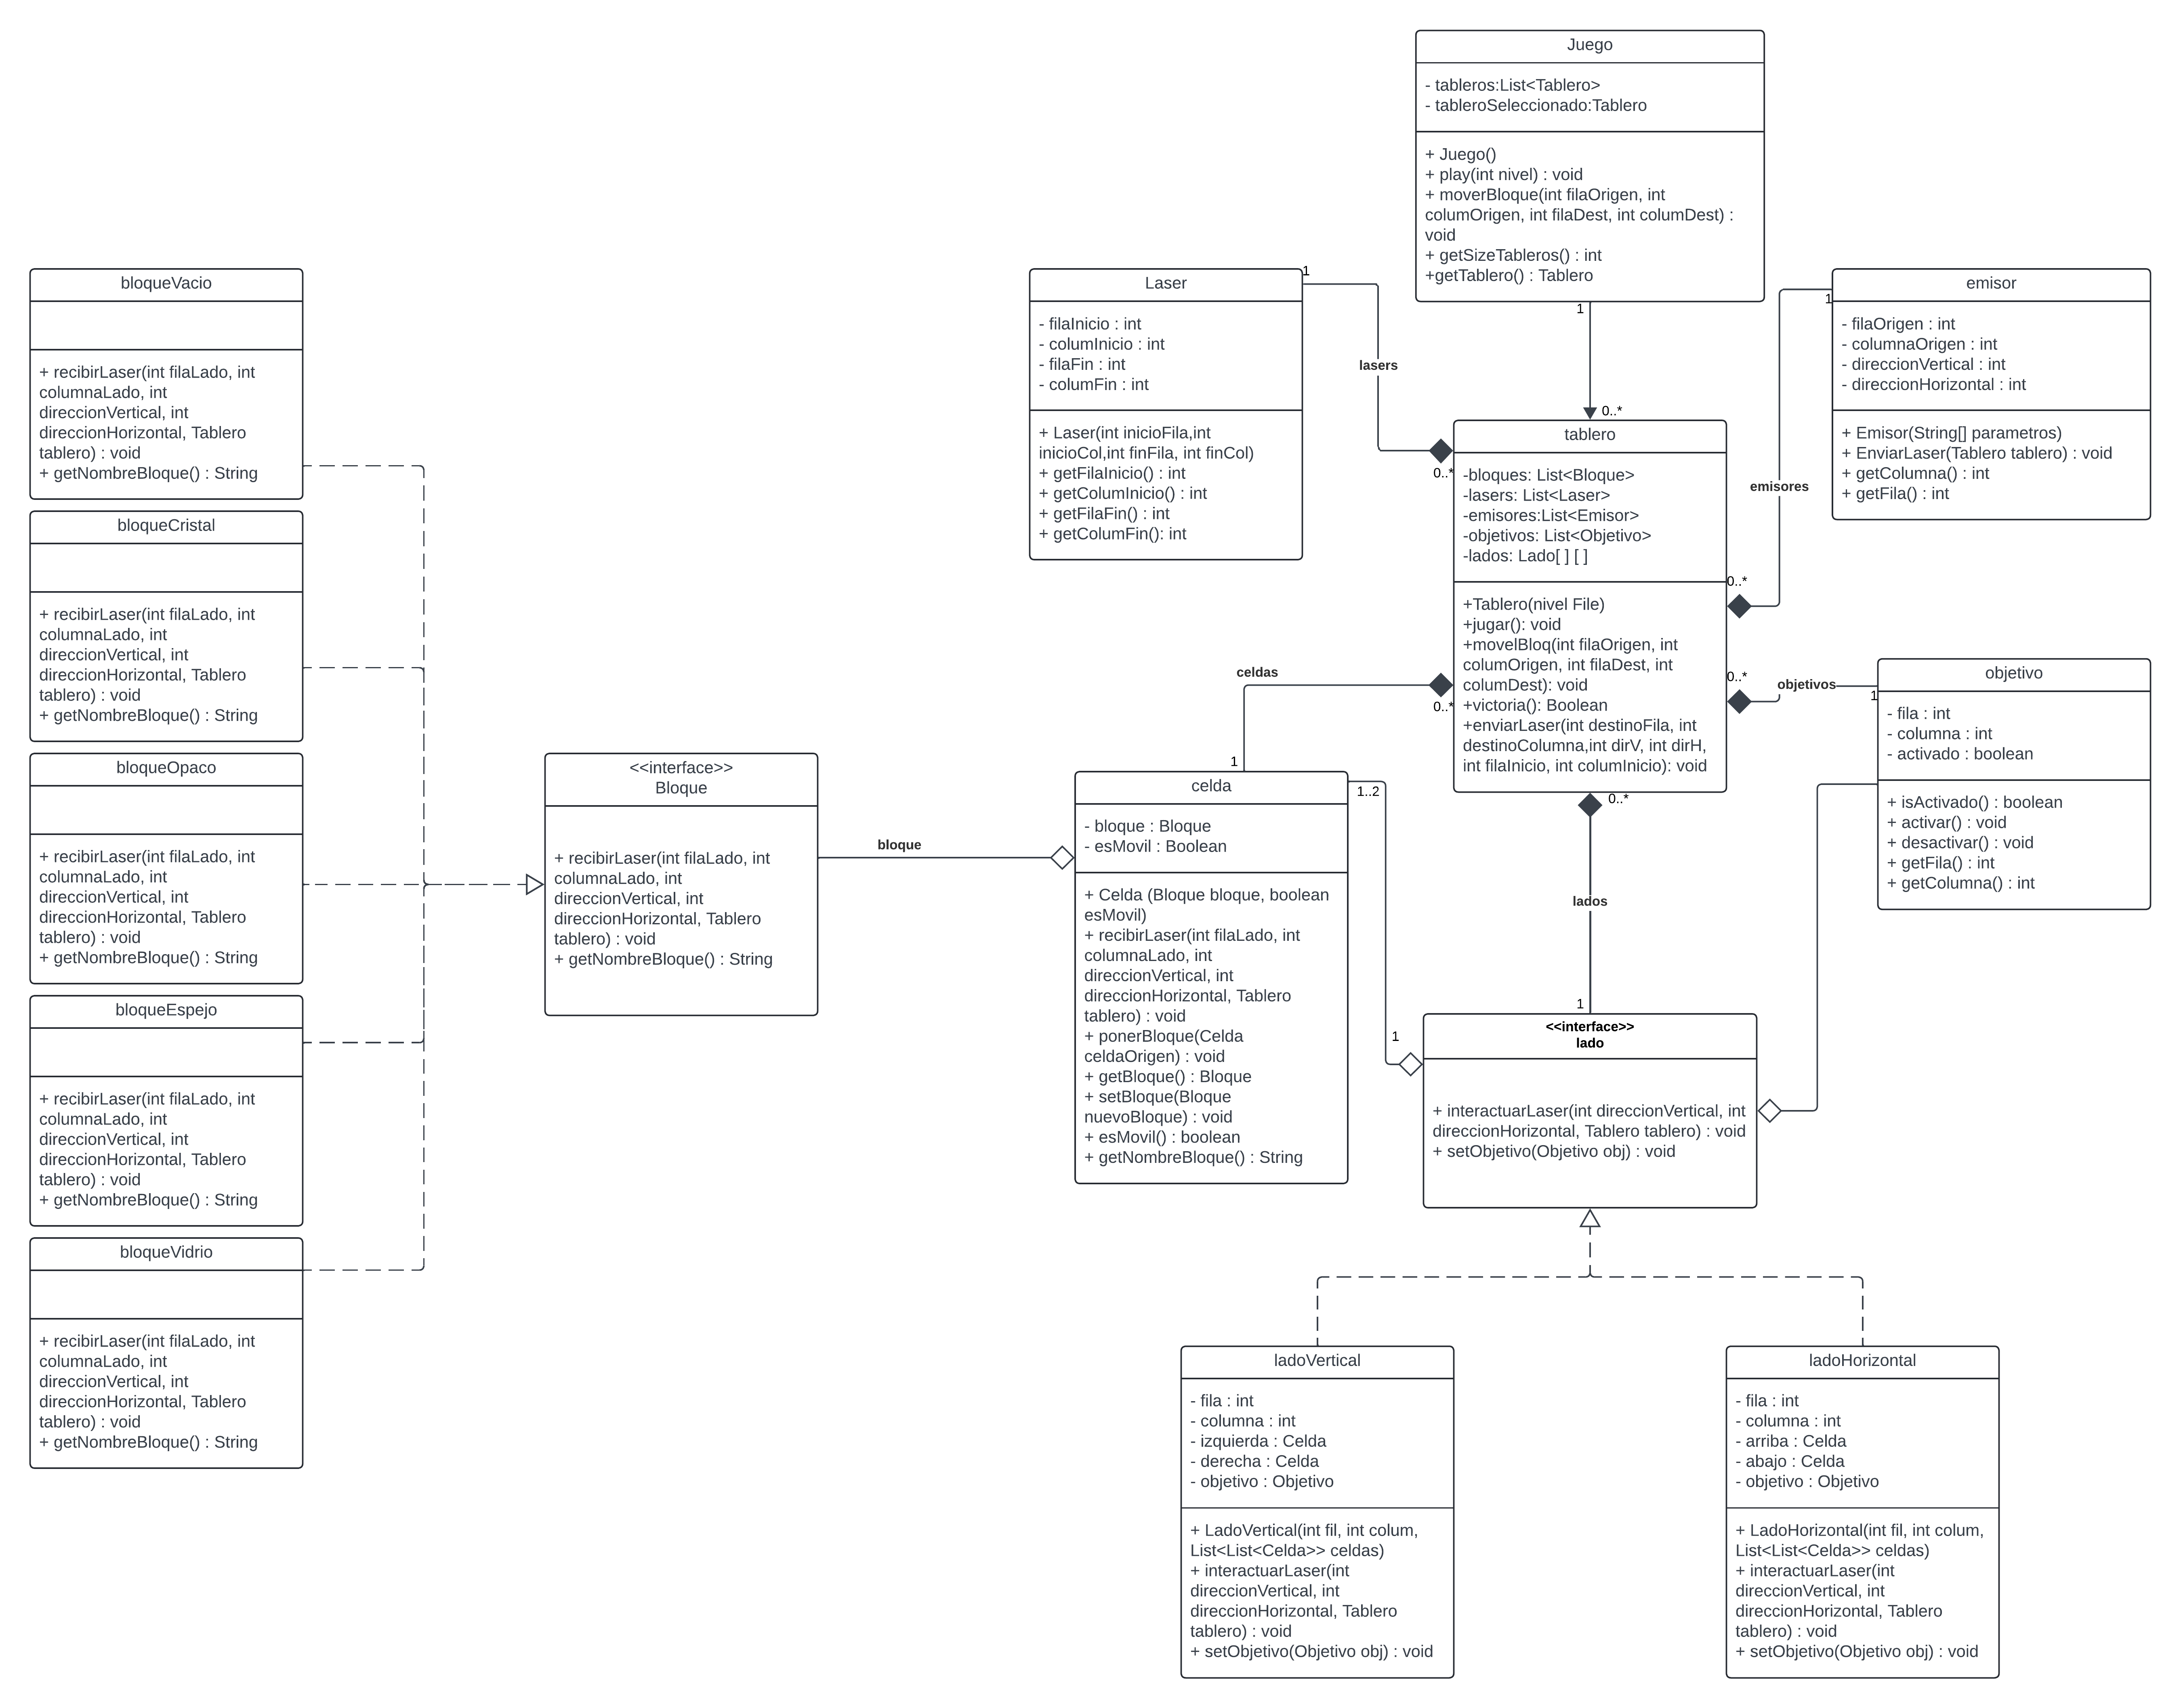 Juego
- tableros:List<Tablero>
- tableroSeleccionado:Tablero
+ Juego()
+ play(int nivel) : void
+ moverBloque(int filaOrigen, int
columOrigen, int filaDest, int columDest) :
void
+ getSizeTableros() : int
+getTablero() : Tablero
1
0..*
bloqueVacio
+ recibirLaser(int filaLado, int
columnaLado, int
direccionVertical, int
direccionHorizontal, Tablero
tablero) : void
+ getNombreBloque() : String
bloqueCristal
+ recibirLaser(int filaLado, int
columnaLado, int
direccionVertical, int
direccionHorizontal, Tablero
tablero) : void
+ getNombreBloque() : String
bloqueOpaco
+ recibirLaser(int filaLado, int
columnaLado, int
direccionVertical, int
direccionHorizontal, Tablero
tablero) : void
+ getNombreBloque() : String
bloqueEspejo
+ recibirLaser(int filaLado, int
columnaLado, int
direccionVertical, int
direccionHorizontal, Tablero
tablero) : void
+ getNombreBloque() : String
bloqueVidrio
+ recibirLaser(int filaLado, int
columnaLado, int
direccionVertical, int
direccionHorizontal, Tablero
tablero) : void
+ getNombreBloque() : String
<<interface>>
Bloque
+ recibirLaser(int filaLado, int
columnaLado, int
direccionVertical, int
direccionHorizontal, Tablero
tablero) : void
+ getNombreBloque() : String
bloque
Laser
- filaInicio : int
- columInicio : int
- filaFin : int
- columFin : int
+ Laser(int inicioFila,int
inicioCol,int finFila, int finCol)
+ getFilaInicio() : int
+ getColumInicio() : int
+ getFilaFin() : int
+ getColumFin(): int
1
lasers
0..*
tablero
-bloques: List<Bloque>
-lasers: List<Laser>
-emisores:List<Emisor>
-objetivos: List<Objetivo>
-lados: Lado[ ] [ ]
+Tablero(nivel File)
+jugar(): void
+movelBloq(int filaOrigen, int
columOrigen, int filaDest, int
columDest): void
+victoria(): Boolean
+enviarLaser(int destinoFila, int
destinoColumna,int dirV, int dirH,
int filaInicio, int columInicio): void
emisor
- filaOrigen : int
- columnaOrigen : int
- direccionVertical : int
- direccionHorizontal : int
+ Emisor(String[] parametros)
+ EnviarLaser(Tablero tablero) : void
+ getColumna() : int
+ getFila() : int
1
emisores
0..*
objetivo
- fila : int
- columna : int
- activado : boolean
+ isActivado() : boolean
+ activar() : void
+ desactivar() : void
+ getFila() : int
+ getColumna() : int
0..*
objetivos
1
celdas
0..*
1
celda
- bloque : Bloque
- esMovil : Boolean
+ Celda (Bloque bloque, boolean
esMovil)
+ recibirLaser(int filaLado, int
columnaLado, int
direccionVertical, int
direccionHorizontal, Tablero
tablero) : void
+ ponerBloque(Celda
celdaOrigen) : void
+ getBloque() : Bloque
+ setBloque(Bloque
nuevoBloque) : void
+ esMovil() : boolean
+ getNombreBloque() : String
1..2
1
0..*
lados
1
<<interface>>
lado
+ interactuarLaser(int direccionVertical, int
direccionHorizontal, Tablero tablero) : void
+ setObjetivo(Objetivo obj) : void
ladoVertical
- fila : int
- columna : int
- izquierda : Celda
- derecha : Celda
- objetivo : Objetivo
+ LadoVertical(int fil, int colum,
List<List<Celda>> celdas)
+ interactuarLaser(int
direccionVertical, int
direccionHorizontal, Tablero
tablero) : void
+ setObjetivo(Objetivo obj) : void
ladoHorizontal
- fila : int
- columna : int
- arriba : Celda
- abajo : Celda
- objetivo : Objetivo
+ LadoHorizontal(int fil, int colum,
List<List<Celda>> celdas)
+ interactuarLaser(int
direccionVertical, int
direccionHorizontal, Tablero
tablero) : void
+ setObjetivo(Objetivo obj) : void